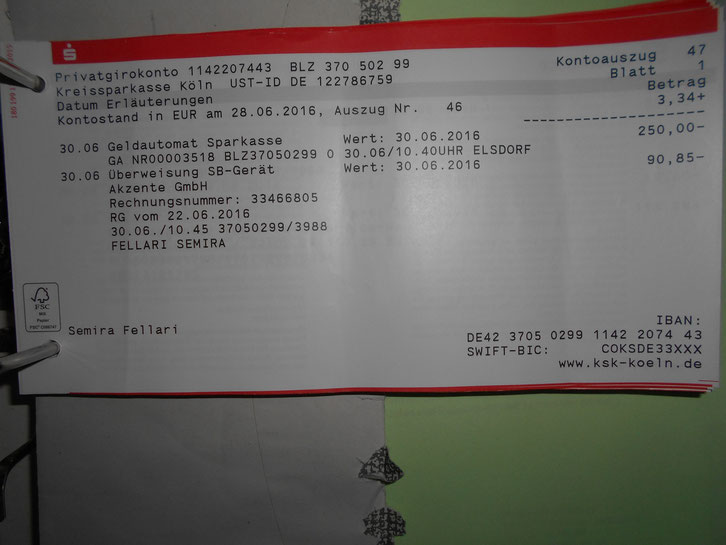 Privatgirokonto 1142207443 BLZ 370 502 99 Kontoauszug 47
Kreissparkasse Köln UST-ID DE 122786759 Blatt 1
Datum Erläuterungen Betrag
Kontostand in EUR am 28.06.2016, Auszug Nr. 46 3,34+
30.06 Geldautomat Sparkasse Wert: 30.06.2016 250,00-
GA NR00003518 BLZ37050299 0 30.06/10.40UHR ELSDORF
30.06 Überweisung SB-Gerät Wert: 30.06.2016 90,85-
Akzente GmbH
Rechnungsnummer: 33466805
RG vom 22.06.2016
30.06./10.45 37050299/3988
FELLARI SEMIRA
FSC
MIX
Papier
Semira Fellari
IBAN:
DE42 3705 0299 1142 2074 43
SWIFT-BIC: COKSDE33XXX
www.ksk-koeln.de